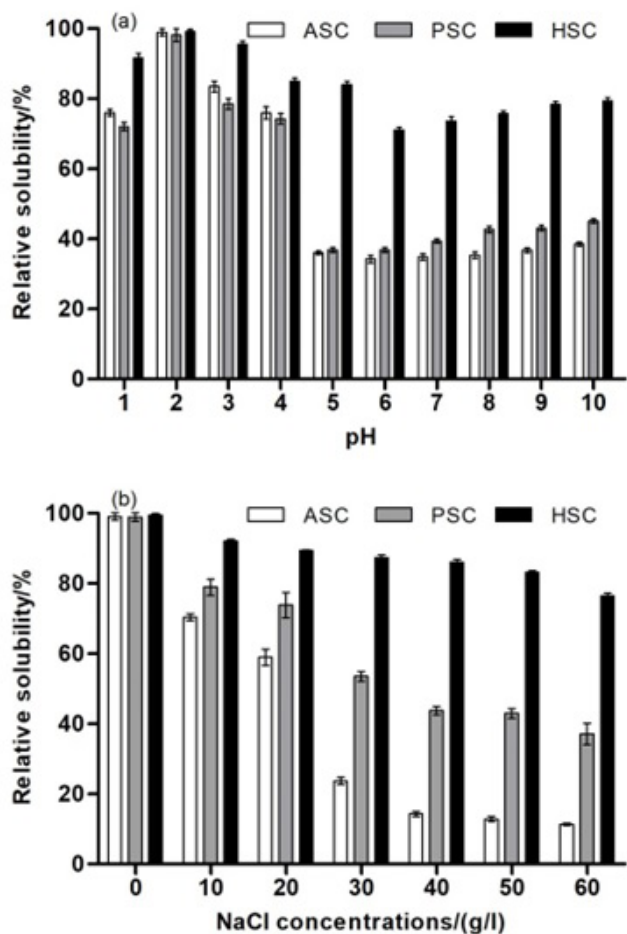 (a)
ASC PSC HSC
Relative solubility/%
100
80
60
40
20
0
1 2 3 4 5 6 7 8 9 10
pH
(b)
ASC PSC HSC
Relative solubility/%
100
80
60
40
20
0
0 10 20 30 40 50 60
NaCl concentrations/(g/l)